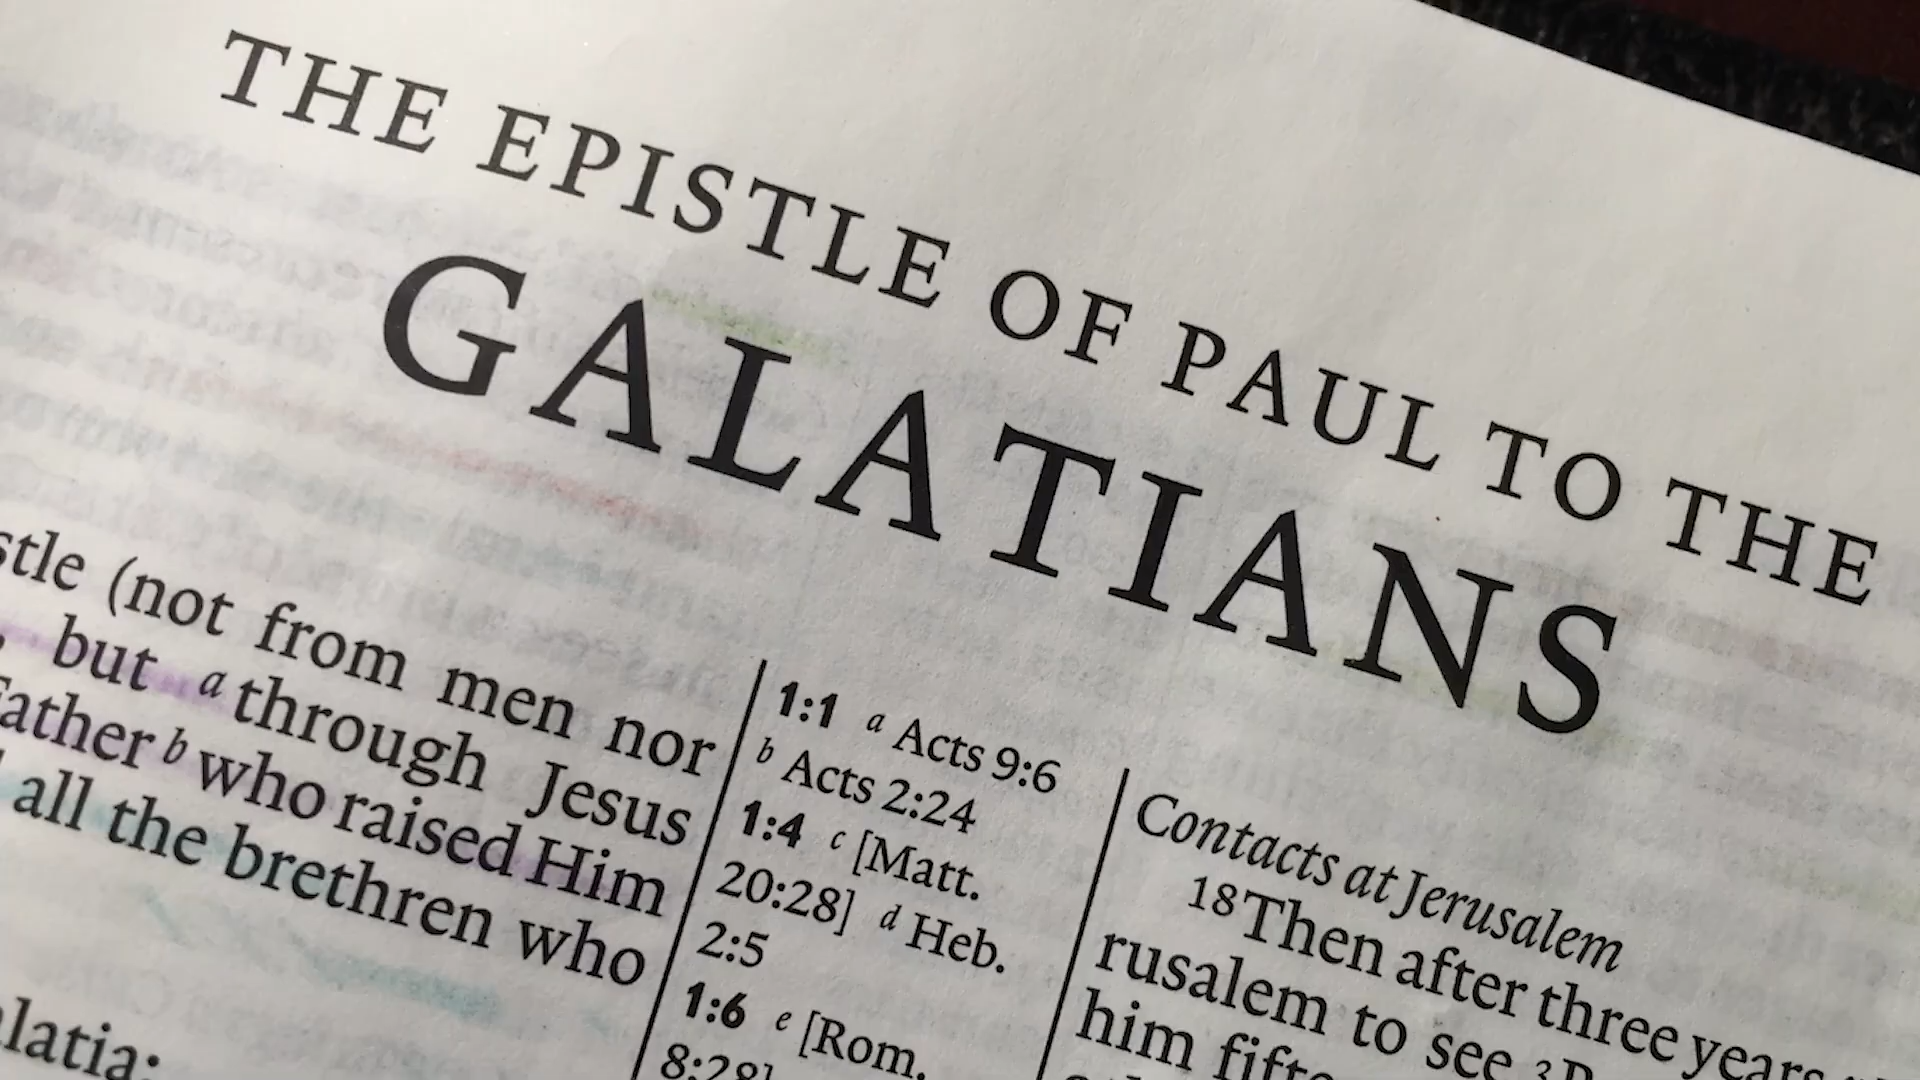 THE EPISTLE OF PAUL TO THE
GALATIANS
(not from men nor
but a through Jesus
who raised Him
all the brethren who
1:1 a Acts 9:6
b Acts 2:24
1:4 c [Matt.
20:28] d Heb.
2:5
1:6 e [Rom.
8:28]
Contacts at Jerusalem
18 Then after three years
rusalem to see
him